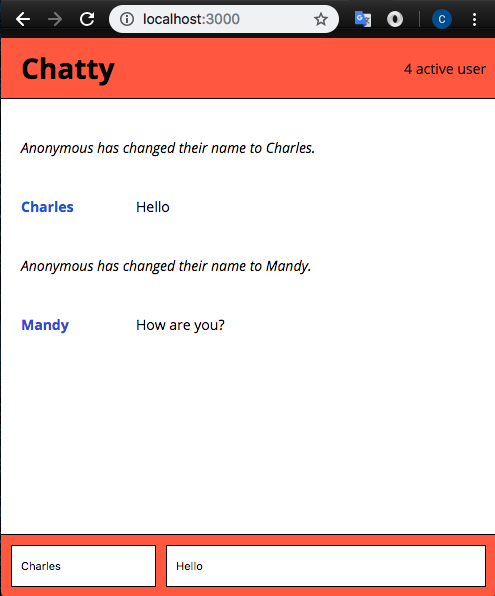 localhost:3000
C
Chatty
4 active user
Anonymous has changed their name to Charles.
Charles Hello
Anonymous has changed their name to Mandy.
Mandy How are you?
Charles Hello